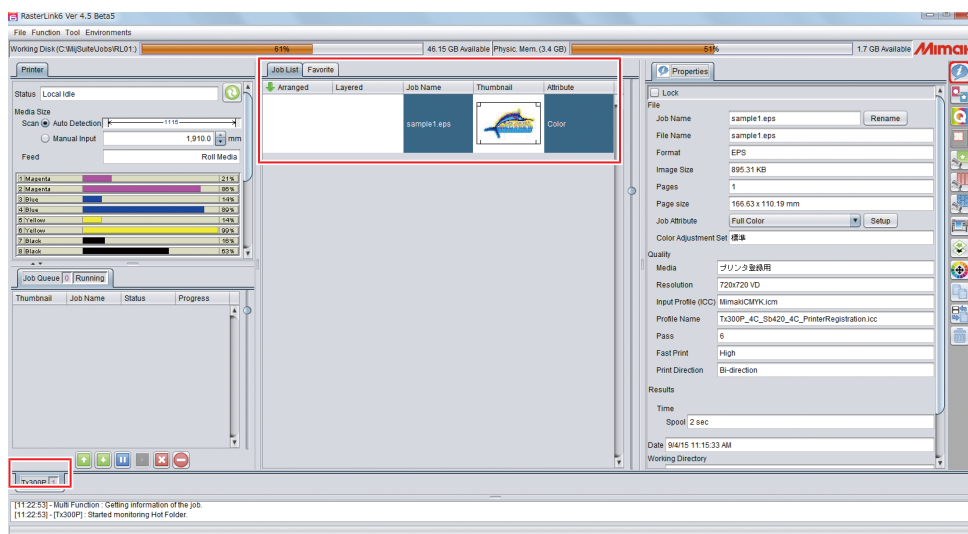 RasterLink6 Ver 4.5 Beta5
File Function Tool Environments
Working Disk (C:\MijSuite\Jobs\RL01:) 61% 46.15 GB Available Physic. Mem. (3.4 GB) 51% 1.7 GB Available Mimaki
Printer
Status Local Idle
Media Size
Scan Auto Detection 1115
Manual Input 1,910.0 mm
Feed Roll Media
1 Magenta 21%
2 Magenta 86%
3 Blue 14%
4 Blue 89%
5 Yellow 14%
6 Yellow 89%
7 Black 16%
8 Black 63%
Job Queue 0 Running
Thumbnail Job Name Status Progress
Job List Favorite
Arranged Layered Job Name Thumbnail Attribute
sample1.eps Color
Properties
Lock
File
Job Name sample1.eps Rename
File Name sample1.eps
Format EPS
Image Size 895.31 KB
Pages 1
Page size 166.63 x 110.19 mm
Job Attribute Full Color Setup
Color Adjustment Set 標準
Quality
Media プリンタ登録用
Resolution 720x720 VD
Input Profile (ICC) MimakiCMYK.icm
Profile Name Tx300P_4C_Sb420_4C_PrinterRegistration.icc
Pass 6
Fast Print High
Print Direction Bi-direction
Results
Time
Spool 2 sec
Date 9/4/15 11:15:33 AM
Working Directory
Tx300P 1
[11:22:53] - Multi Function : Getting information of the job.
[11:22:53] - [Tx300P] : Started monitoring Hot Folder.